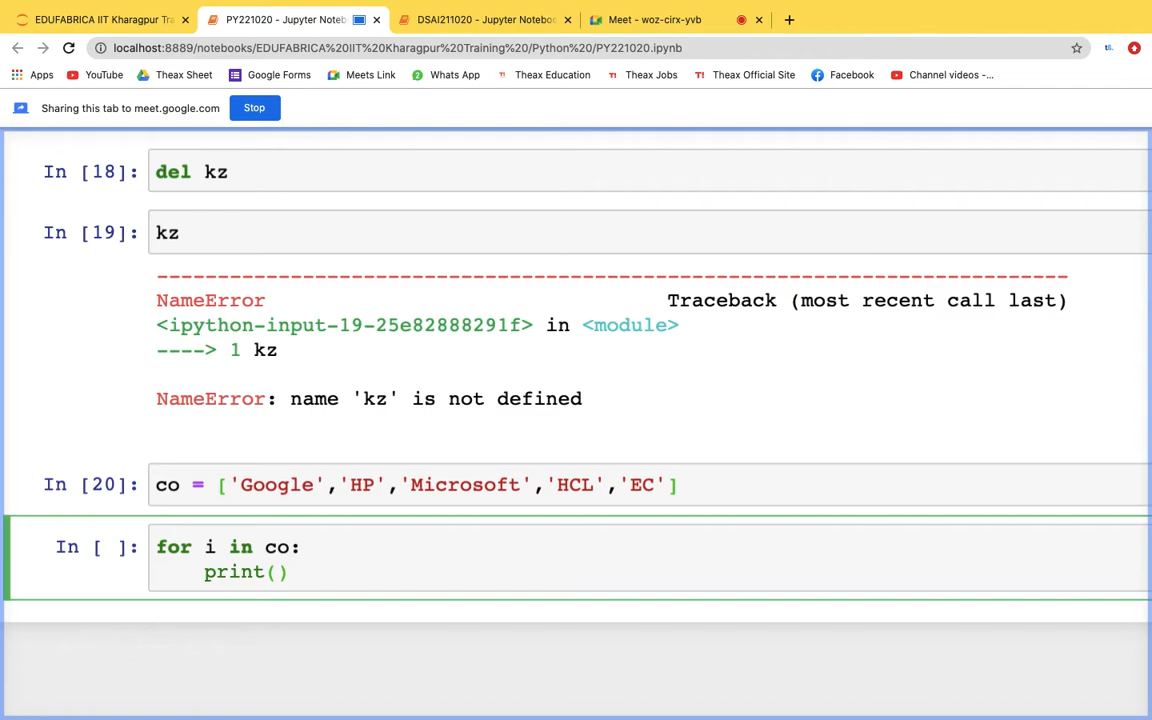 EDUFABRICA IIT Kharagpur Tra
PY221020 - Jupyter Noteb
DSAI211020 - Jupyter Noteboo
Meet - woz-cirx-yvb
localhost:8889/notebooks/EDUFABRICA%20IIT%20Kharagpur%20Training%20/Python%20/PY221020.ipynb
Apps
YouTube
Theax Sheet
Google Forms
Meets Link
2 Whats App
T! Theax Education
TI Theax Jobs
T! Theax Official Site
Facebook
Channel videos -...
Sharing this tab to meet.google.com
Stop
In [18]: del kz
In [19]: kz
---------------------------------------------------------------------------
NameError Traceback (most recent call last)
<ipython-input-19-25e82888291f> in <module>
----> 1 kz
NameError: name 'kz' is not defined
In [20]: co = ['Google','HP','Microsoft','HCL','EC']
In [ ]: for i in co:
print()